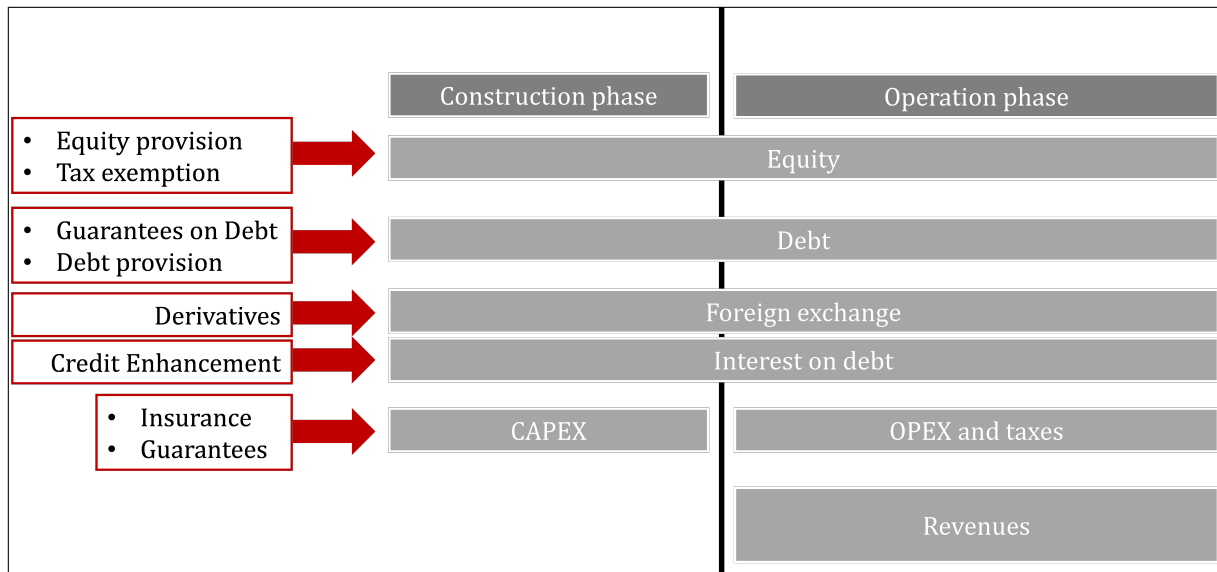 Construction phase
Operation phase
• Equity provision
• Tax exemption
Equity
• Guarantees on Debt
• Debt provision
Debt
Derivatives
Foreign exchange
Credit Enhancement
Interest on debt
• Insurance
• Guarantees
CAPEX
OPEX and taxes
Revenues